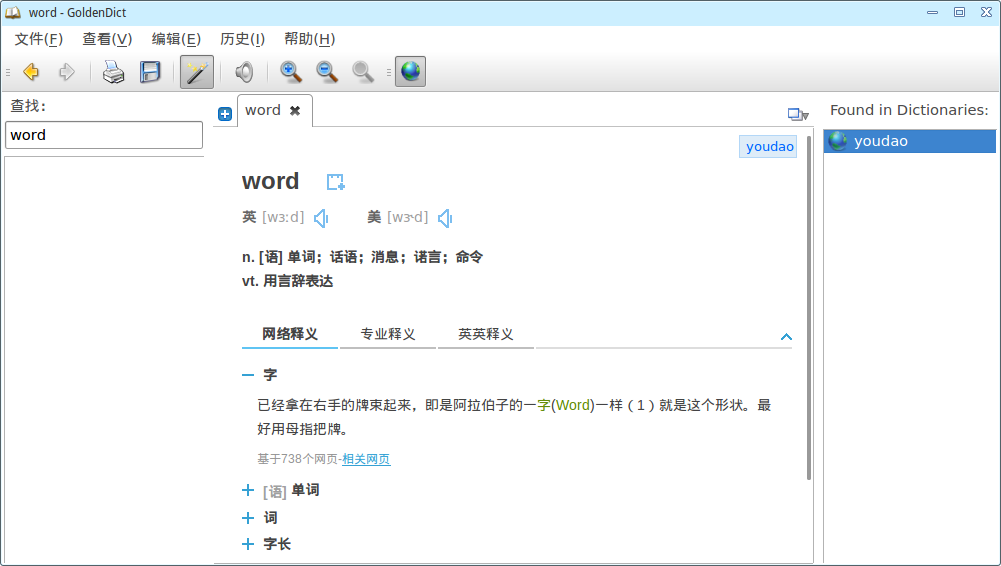 word - GoldenDict
文件(F) 查看(V) 编辑(E) 历史(I) 帮助(H)
查找:
word
word
Found in Dictionaries:
youdao
youdao
word
英 [wɜːd] 美 [wɝd]
n. [语] 单词；话语；消息；诺言；命令
vt. 用言辞表达
网络释义 专业释义 英英释义
字
已经拿在右手的牌束起来，即是阿拉伯子的一字(Word)一样（1）就是这个形状。最
好用母指把牌。
基于738个网页-相关网页
[语] 单词
词
字长